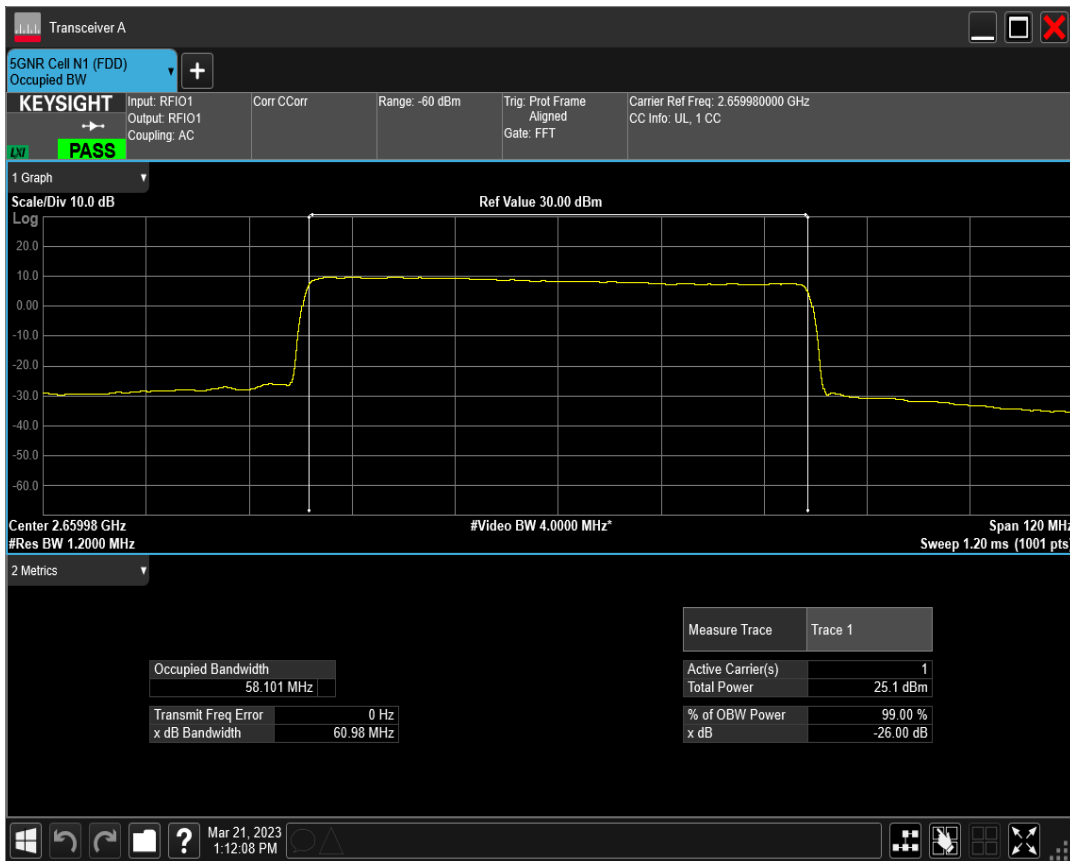 Transceiver A
5GNR Cell N1 (FDD)
Occupied BW
+
KEYSIGHT
LXI
PASS
Input: RFIO1
Output: RFIO1
Coupling: AC
Corr CCorr
Range: -60 dBm
Trig: Prot Frame
Aligned
Gate: FFT
Carrier Ref Freq: 2.659980000 GHz
CC Info: UL, 1 CC
1 Graph
Scale/Div 10.0 dB
Ref Value 30.00 dBm
Log
20.0
10.0
0.00
-10.0
-20.0
-30.0
-40.0
-50.0
-60.0
Center 2.65998 GHz
#Video BW 4.0000 MHz*
Span 120 MHz
#Res BW 1.2000 MHz
Sweep 1.20 ms (1001 pts)
2 Metrics
Measure Trace Trace 1
Occupied Bandwidth
58.101 MHz
Active Carrier(s) 1
Total Power 25.1 dBm
Transmit Freq Error 0 Hz
x dB Bandwidth 60.98 MHz
% of OBW Power 99.00 %
x dB -26.00 dB
?
Mar 21, 2023
1:12:08 PM